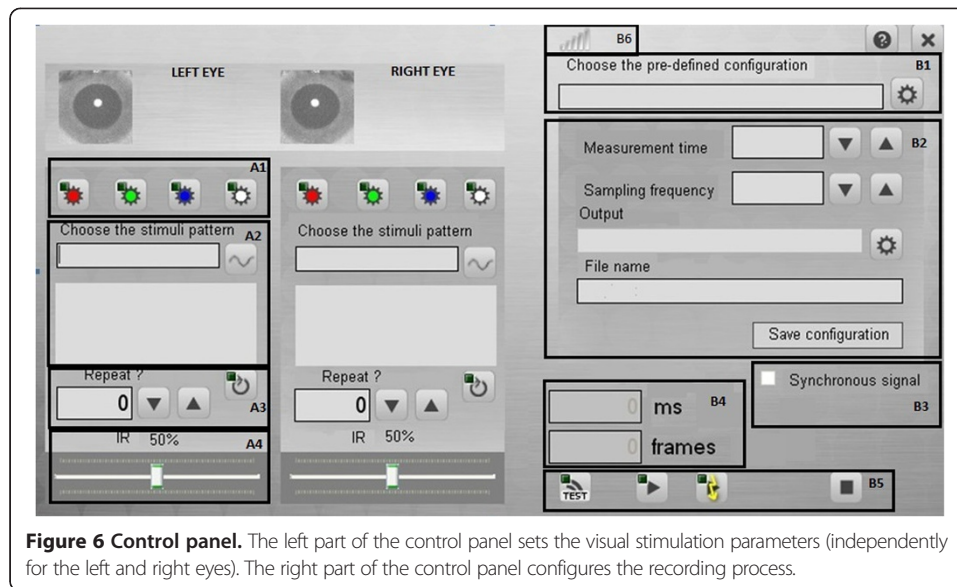 B6
LEFT EYE
RIGHT EYE
Choose the pre-defined configuration
B1
A1
Measurement time
B2
Sampling frequency
Output
File name
Save configuration
Choose the stimuli pattern
A2
Choose the stimuli pattern
Repeat ?
0
A3
Repeat ?
0
IR 50%
A4
IR 50%
Synchronous signal
B3
0 ms
B4
0 frames
TEST
B5
Figure 6 Control panel. The left part of the control panel sets the visual stimulation parameters (independently
for the left and right eyes). The right part of the control panel configures the recording process.